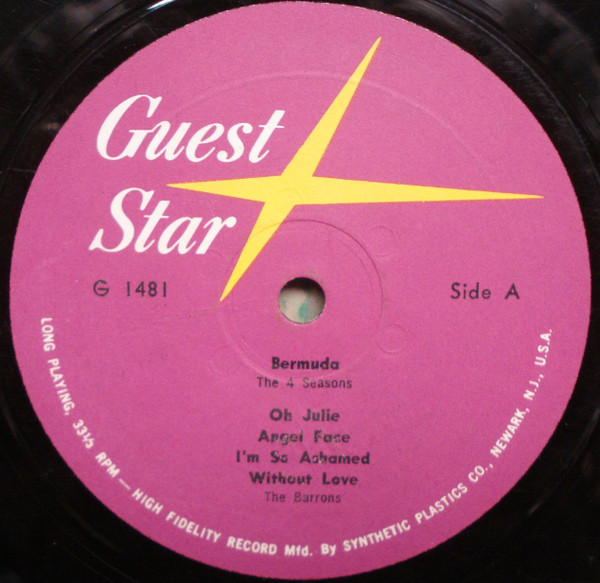 Guest
Star
G 1481
Side A
Bermuda
The 4 Seasons
Oh Julie
Angel Face
I'm So Ashamed
Without Love
The Barrons
LONG PLAYING, 33⅓ RPM — HIGH FIDELITY RECORD Mfd. By SYNTHETIC PLASTICS CO., NEWARK, N.J., U.S.A.